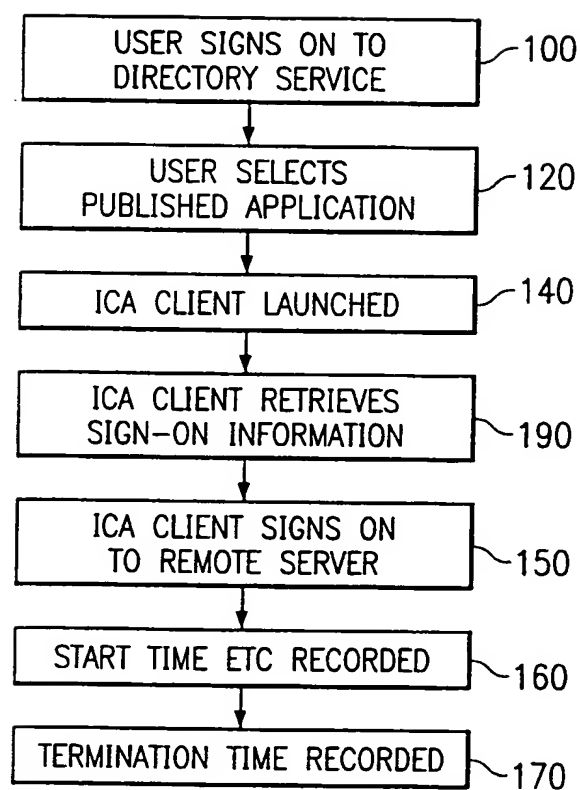 USER SIGNS ON TO
DIRECTORY SERVICE
100
USER SELECTS
PUBLISHED APPLICATION
120
ICA CLIENT LAUNCHED
140
ICA CLIENT RETRIEVES
SIGN-ON INFORMATION
190
ICA CLIENT SIGNS ON
TO REMOTE SERVER
150
START TIME ETC RECORDED
160
TERMINATION TIME RECORDED
170